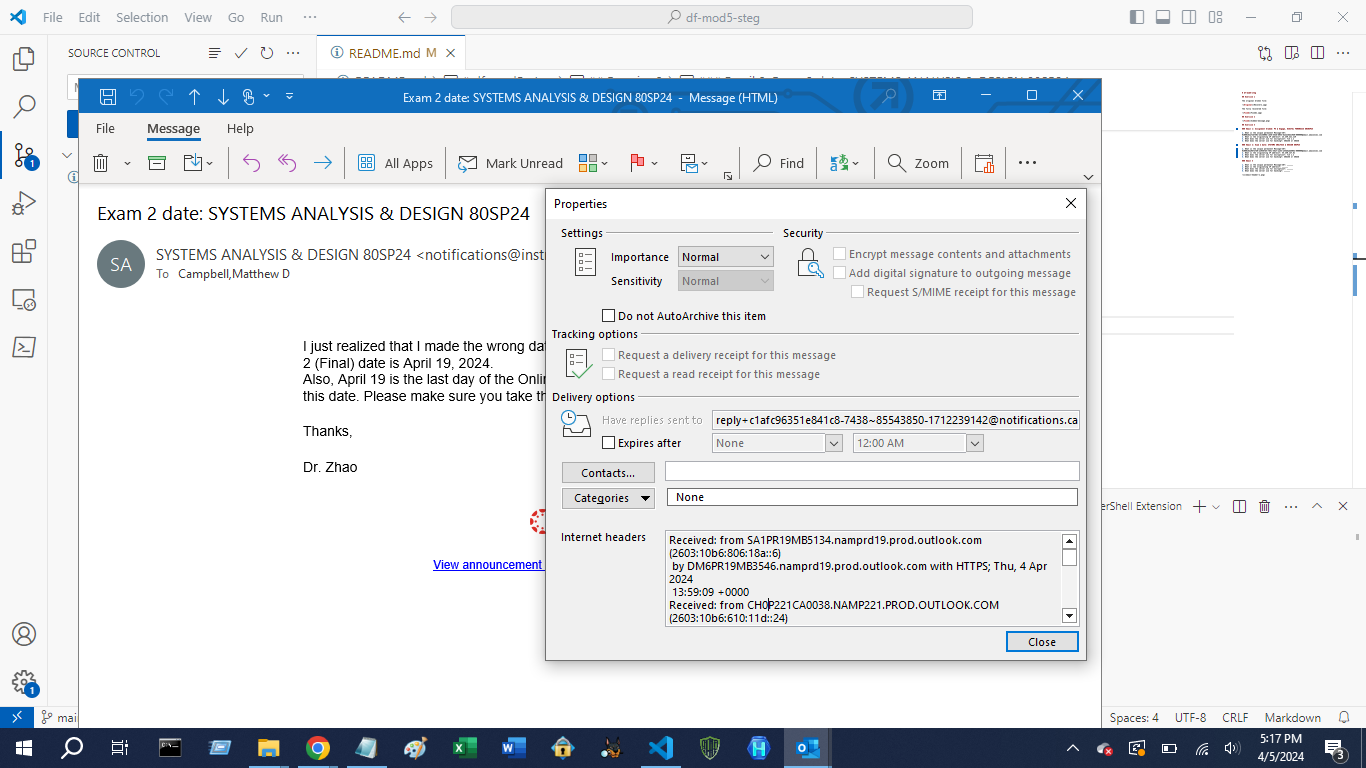 File Edit Selection View Go Run ···
df-mod5-steg
SOURCE CONTROL
README.md M
Exam 2 date: SYSTEMS ANALYSIS & DESIGN 80SP24 - Message (HTML)
File Message Help
All Apps Mark Unread Find Zoom
Exam 2 date: SYSTEMS ANALYSIS & DESIGN 80SP24
SA
SYSTEMS ANALYSIS & DESIGN 80SP24 <notifications@inst
To Campbell,Matthew D
I just realized that I made the wrong da
2 (Final) date is April 19, 2024.
Also, April 19 is the last day of the Onlin
this date. Please make sure you take th
Thanks,
Dr. Zhao
View announcement
Properties
Settings
Security
Importance Normal
Sensitivity Normal
Encrypt message contents and attachments
Add digital signature to outgoing message
Request S/MIME receipt for this message
Do not AutoArchive this item
Tracking options
Request a delivery receipt for this message
Request a read receipt for this message
Delivery options
Have replies sent to reply+c1afc96351e841c8-7438~85543850-1712239142@notifications.ca
Expires after None 12:00 AM
Contacts...
Categories None
Internet headers
Received: from SA1PR19MB5134.namprd19.prod.outlook.com
(2603:10b6:806:18a::6)
by DM6PR19MB3546.namprd19.prod.outlook.com with HTTPS; Thu, 4 Apr
2024
13:59:09 +0000
Received: from CH0P221CA0038.NAMP221.PROD.OUTLOOK.COM
(2603:10b6:610:11d::24)
Close
erShell Extension
1
1
mai
Spaces: 4 UTF-8 CRLF Markdown
5:17 PM
4/5/2024
3